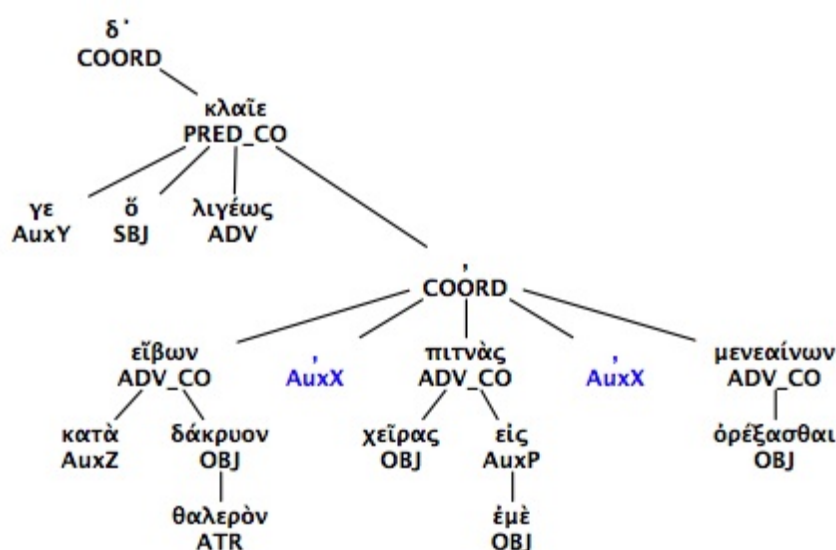 δ᾽
COORD
κλαῖε
PRED_CO
γε ὅ λιγέως
AuxY SBJ ADV
,
COORD
εἴβων , πιτνὰς , μενεαίνων
ADV_CO AuxX ADV_CO AuxX ADV_CO
κατὰ δάκρυον χεῖρας εἰς ὀρέξασθαι
AuxZ OBJ OBJ AuxP OBJ
θαλερὸν ἐμὲ
ATR OBJ